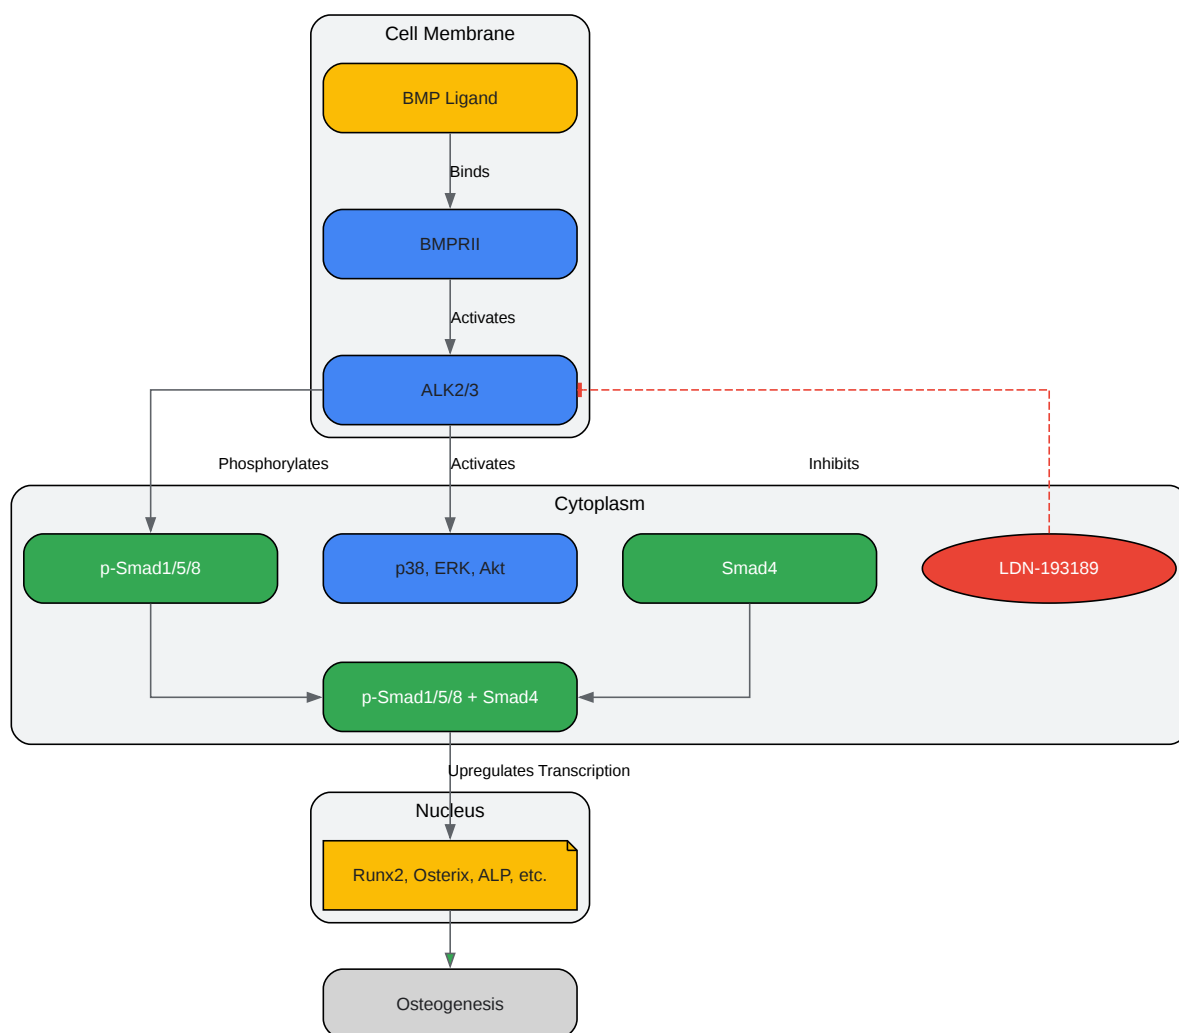 Cell Membrane
BMP Ligand
Binds
BMPRII
Activates
ALK2/3
Phosphorylates
Activates
Inhibits
Cytoplasm
p-Smad1/5/8
p38, ERK, Akt
Smad4
LDN-193189
p-Smad1/5/8 + Smad4
Upregulates Transcription
Nucleus
Runx2, Osterix, ALP, etc.
Osteogenesis